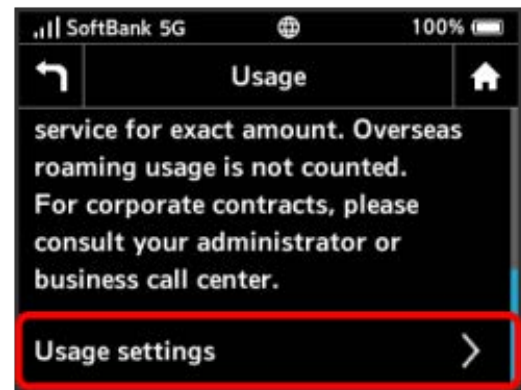 SoftBank 5G 100%
Usage
service for exact amount. Overseas
roaming usage is not counted.
For corporate contracts, please
consult your administrator or
business call center.
Usage settings